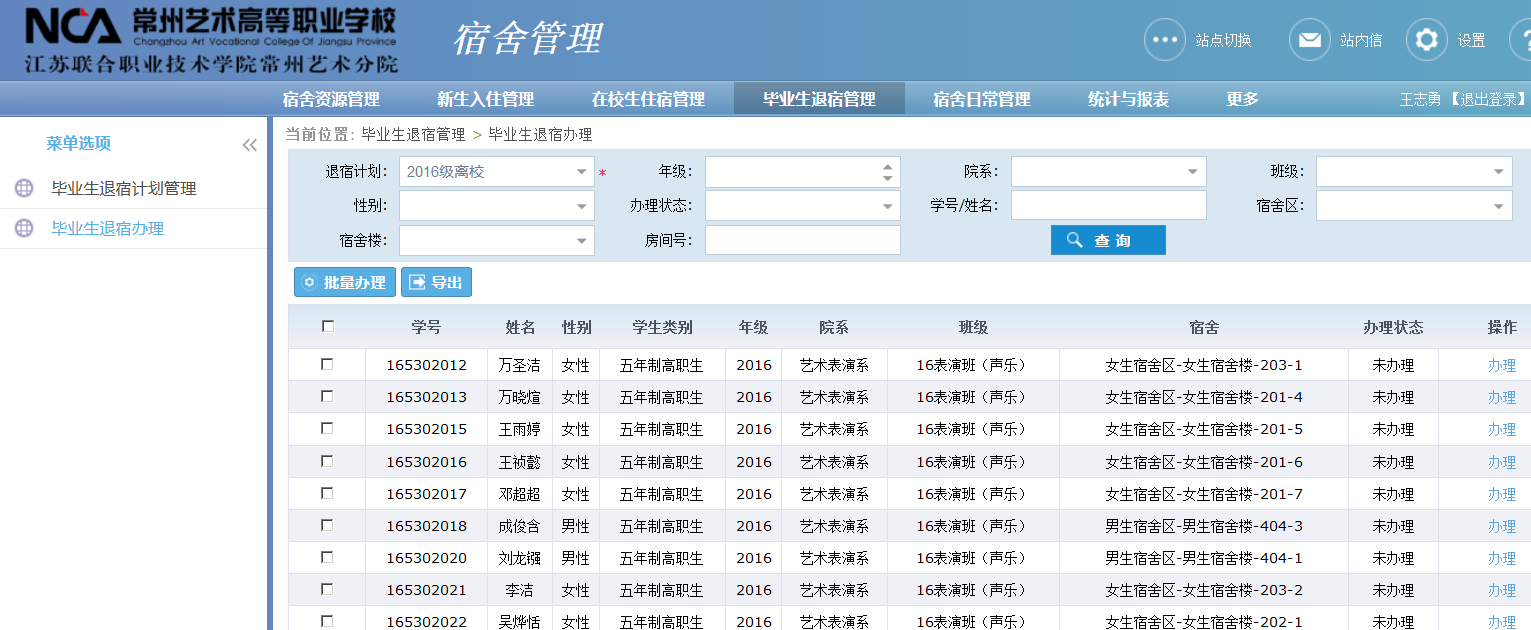 NCA 常州艺术高等职业学校
Changzhou Art Vocational College Of Jiangsu Province
江苏联合职业技术学院常州艺术分院
宿舍管理
站点切换 站内信 设置 ?
宿舍资源管理 新生入住管理 在校生住宿管理 毕业生退宿管理 宿舍日常管理 统计与报表 更多 王志勇 【退出登录】
菜单选项
毕业生退宿计划管理
毕业生退宿办理
当前位置: 毕业生退宿管理 > 毕业生退宿办理
退宿计划: 2016级离校 * 年级: 院系: 班级:
性别: 办理状态: 学号/姓名: 宿舍区:
宿舍楼: 房间号: 查 询
批量办理 导出
学号 姓名 性别 学生类别 年级 院系 班级 宿舍 办理状态 操作
165302012 万圣洁 女性 五年制高职生 2016 艺术表演系 16表演班（声乐） 女生宿舍区-女生宿舍楼-203-1 未办理 办理
165302013 万晓煊 女性 五年制高职生 2016 艺术表演系 16表演班（声乐） 女生宿舍区-女生宿舍楼-201-4 未办理 办理
165302015 王雨婷 女性 五年制高职生 2016 艺术表演系 16表演班（声乐） 女生宿舍区-女生宿舍楼-201-5 未办理 办理
165302016 王祯懿 女性 五年制高职生 2016 艺术表演系 16表演班（声乐） 女生宿舍区-女生宿舍楼-201-6 未办理 办理
165302017 邓超超 女性 五年制高职生 2016 艺术表演系 16表演班（声乐） 女生宿舍区-女生宿舍楼-201-7 未办理 办理
165302018 成俊含 男性 五年制高职生 2016 艺术表演系 16表演班（声乐） 男生宿舍区-男生宿舍楼-404-3 未办理 办理
165302020 刘龙镪 男性 五年制高职生 2016 艺术表演系 16表演班（声乐） 男生宿舍区-男生宿舍楼-404-1 未办理 办理
165302021 李洁 女性 五年制高职生 2016 艺术表演系 16表演班（声乐） 女生宿舍区-女生宿舍楼-203-2 未办理 办理
165302022 吴烨恬 女性 五年制高职生 2016 艺术表演系 16表演班（声乐） 女生宿舍区-女生宿舍楼-202-1 未办理 办理